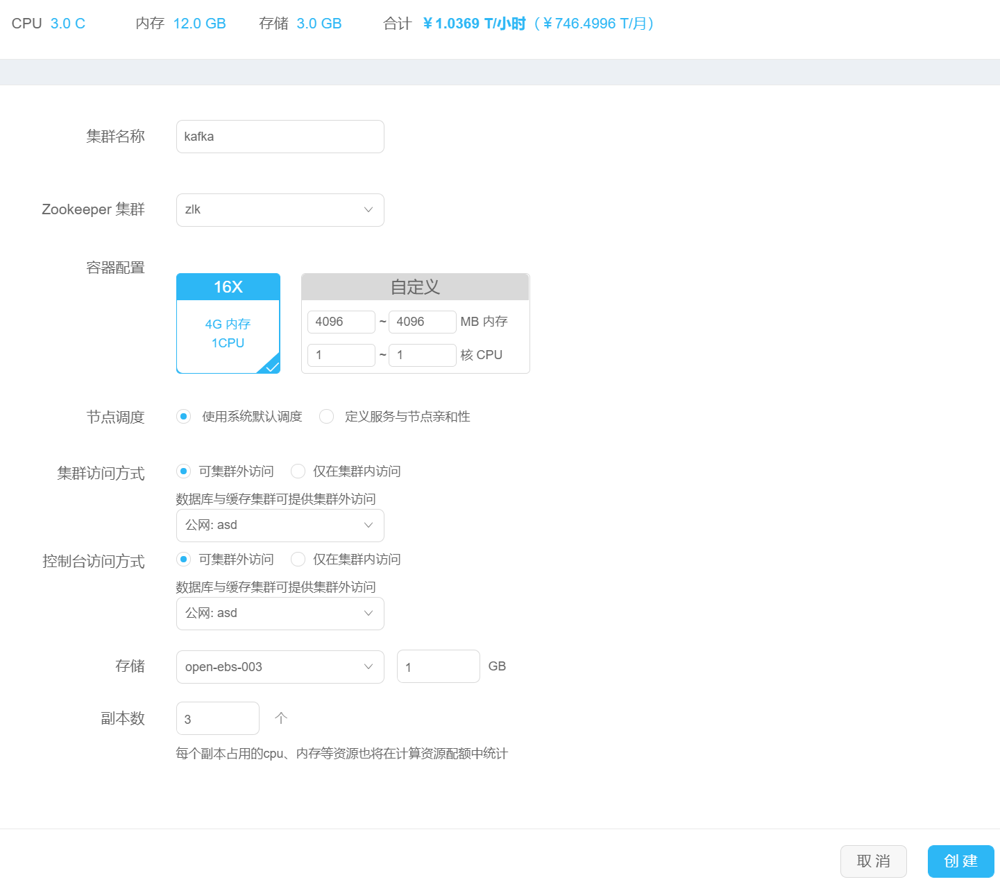 CPU 3.0 C 内存 12.0 GB 存储 3.0 GB 合计 ¥1.0369 T/小时 (¥746.4996 T/月)
集群名称 kafka
Zookeeper 集群 zlk
容器配置
16X 自定义
4G 内存 4096 ~ 4096 MB 内存
1CPU 1 ~ 1 核 CPU
节点调度 使用系统默认调度 定义服务与节点亲和性
集群访问方式 可集群外访问 仅在集群内访问
数据库与缓存集群可提供集群外访问
公网: asd
控制台访问方式 可集群外访问 仅在集群内访问
数据库与缓存集群可提供集群外访问
公网: asd
存储 open-ebs-003 1 GB
副本数 3 个
每个副本占用的cpu、内存等资源也将在计算资源配额中统计
取 消 创 建